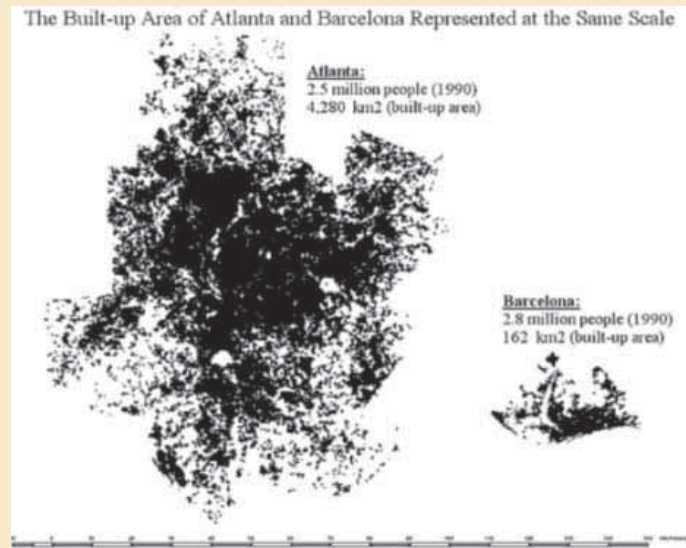 The Built-up Area of Atlanta and Barcelona Represented at the Same Scale
Atlanta:
2.5 million people (1990)
4,280 km2 (built-up area)
Barcelona:
2.8 million people (1990)
162 km2 (built-up area)